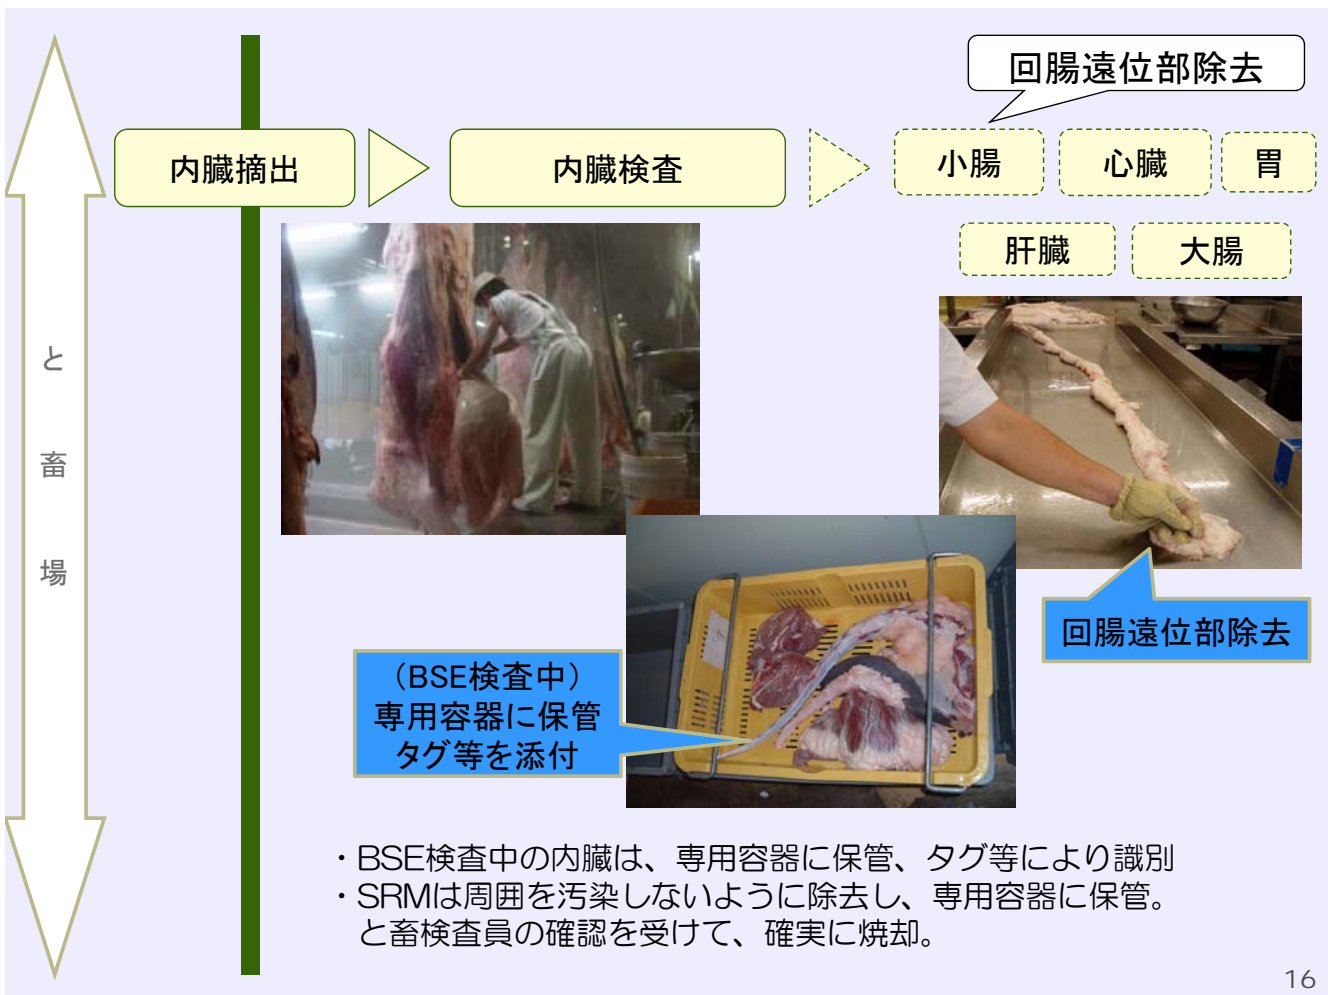 回腸遠位部除去
内臓摘出
内臓検査
小腸
心臓
胃
肝臓
大腸
と
畜
場
回腸遠位部除去
（BSE検査中）
専用容器に保管
タグ等を添付
・BSE検査中の内臓は、専用容器に保管、タグ等により識別
・SRMは周囲を汚染しないように除去し、専用容器に保管。
と畜検査員の確認を受けて、確実に焼却。
16